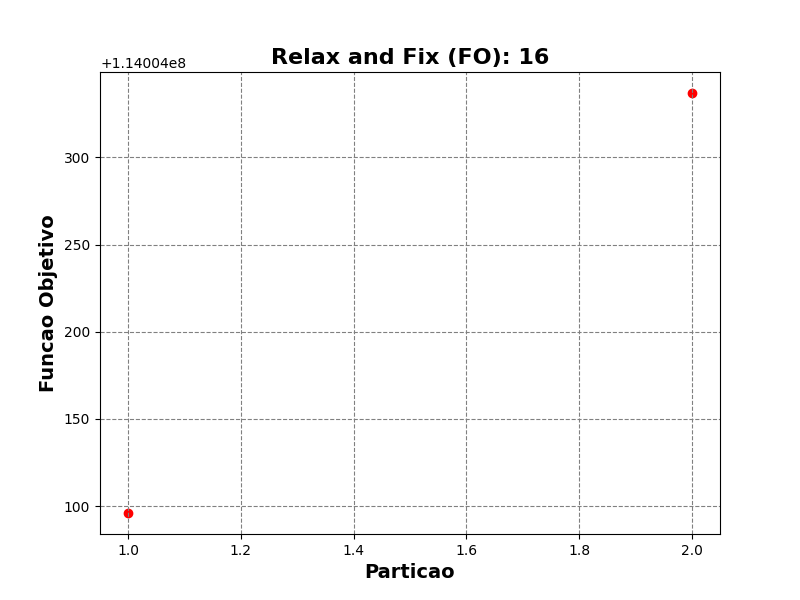 Relax and Fix (FO): 16
+1.14004e8
300
250
200
150
100
Funcao Objetivo
1.0 1.2 1.4 1.6 1.8 2.0
Particao